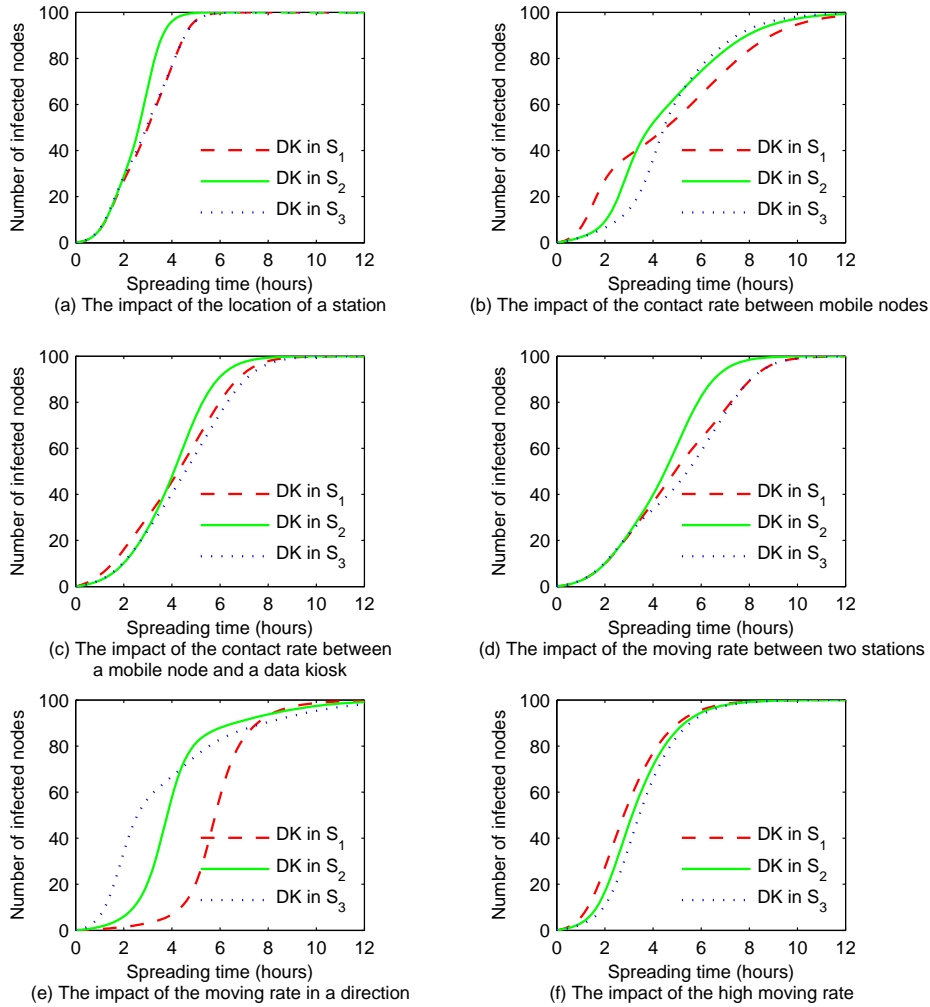 100
80
60
40
20
0
Number of infected nodes
DK in S1
DK in S2
DK in S3
0 2 4 6 8 10 12
Spreading time (hours)
(a) The impact of the location of a station
100
80
60
40
20
0
Number of infected nodes
DK in S1
DK in S2
DK in S3
0 2 4 6 8 10 12
Spreading time (hours)
(b) The impact of the contact rate between mobile nodes
100
80
60
40
20
0
Number of infected nodes
DK in S1
DK in S2
DK in S3
0 2 4 6 8 10 12
Spreading time (hours)
(c) The impact of the contact rate between
a mobile node and a data kiosk
100
80
60
40
20
0
Number of infected nodes
DK in S1
DK in S2
DK in S3
0 2 4 6 8 10 12
Spreading time (hours)
(d) The impact of the moving rate between two stations
100
80
60
40
20
0
Number of infected nodes
DK in S1
DK in S2
DK in S3
0 2 4 6 8 10 12
Spreading time (hours)
(e) The impact of the moving rate in a direction
100
80
60
40
20
0
Number of infected nodes
DK in S1
DK in S2
DK in S3
0 2 4 6 8 10 12
Spreading time (hours)
(f) The impact of the high moving rate